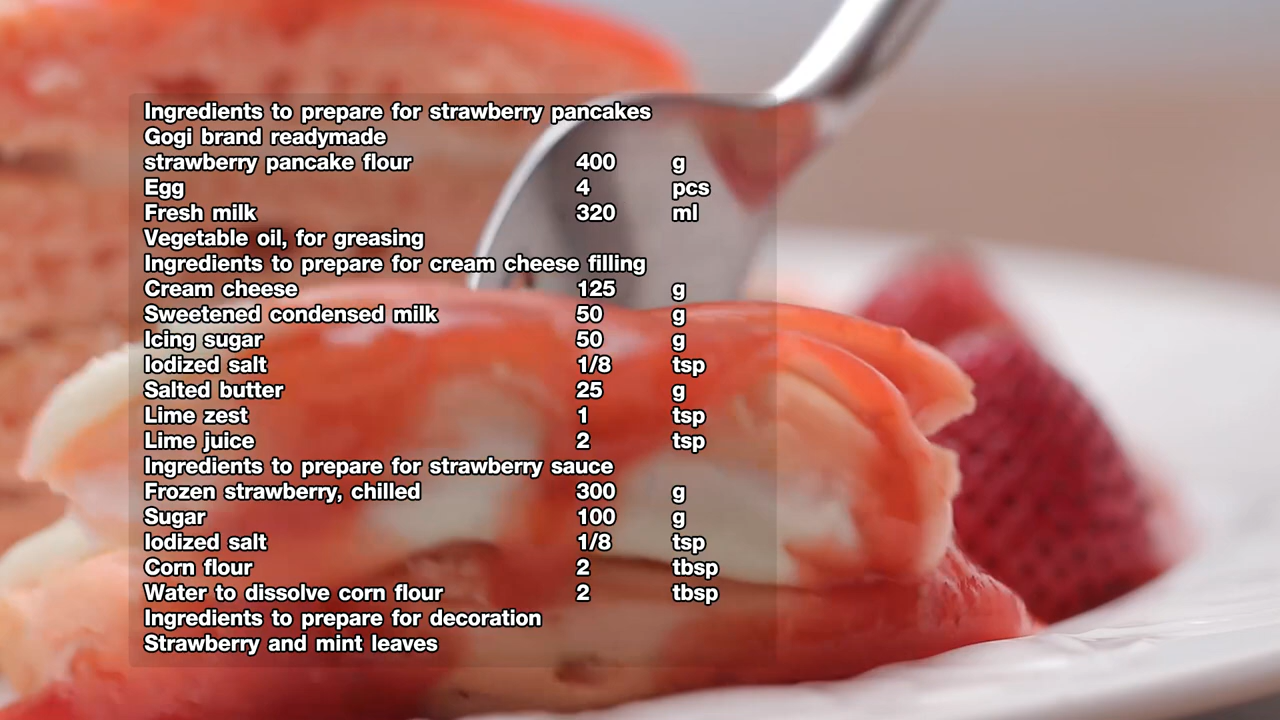 Ingredients to prepare for strawberry pancakes
Gogi brand readymade
strawberry pancake flour 400 g
Egg 4 pcs
Fresh milk 320 ml
Vegetable oil, for greasing
Ingredients to prepare for cream cheese filling
Cream cheese 125 g
Sweetened condensed milk 50 g
Icing sugar 50 g
Iodized salt 1/8 tsp
Salted butter 25 g
Lime zest 1 tsp
Lime juice 2 tsp
Ingredients to prepare for strawberry sauce
Frozen strawberry, chilled 300 g
Sugar 100 g
Iodized salt 1/8 tsp
Corn flour 2 tbsp
Water to dissolve corn flour 2 tbsp
Ingredients to prepare for decoration
Strawberry and mint leaves